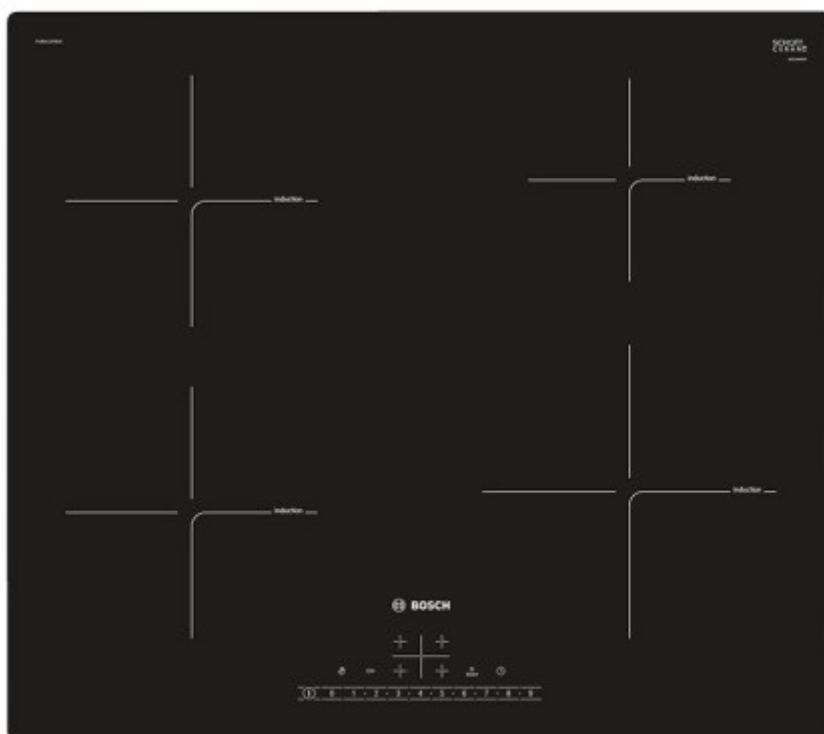 SCHOTT
CERAN®
induction
induction
induction
induction
BOSCH
0 1 · 2 · 3 · 4 · 5 · 6 · 7 · 8 · 9